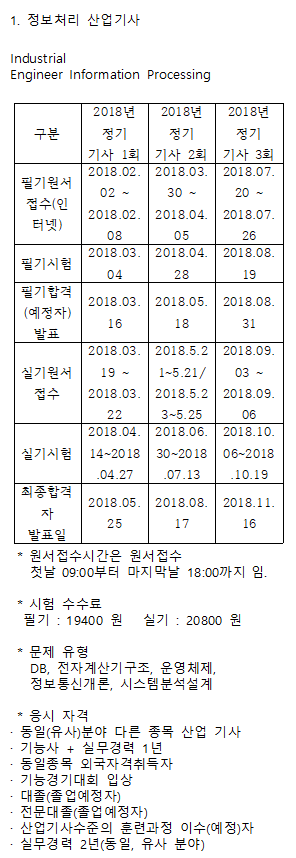 1. 정보처리 산업기사
Industrial
Engineer Information Processing
구분 2018년 정기 기사 1회 2018년 정기 기사 2회 2018년 정기 기사 3회
필기원서 접수(인터넷) 2018.02.02 ~ 2018.02.08 2018.03.30 ~ 2018.04.05 2018.07.20 ~ 2018.07.26
필기시험 2018.03.04 2018.04.28 2018.08.19
필기합격(예정자) 발표 2018.03.16 2018.05.18 2018.08.31
실기원서 접수 2018.03.19 ~ 2018.03.22 2018.5.21~5.21/2018.5.23~5.25 2018.09.03 ~ 2018.09.06
실기시험 2018.04.14~2018.04.27 2018.06.30~2018.07.13 2018.10.06~2018.10.19
최종합격자 발표일 2018.05.25 2018.08.17 2018.11.16
* 원서접수시간은 원서접수
첫날 09:00부터 마지막날 18:00까지 임.
* 시험 수수료
필기 : 19400 원 실기 : 20800 원
* 문제 유형
DB, 전자계산기구조, 운영체제,
정보통신개론, 시스템분석설계
* 응시 자격
· 동일(유사)분야 다른 종목 산업 기사
· 기능사 + 실무경력 1년
· 동일종목 외국자격취득자
· 기능경기대회 입상
· 대졸(졸업예정자)
· 전문대졸(졸업예정자)
· 산업기사수준의 훈련과정 이수(예정)자
· 실무경력 2년(동일, 유사 분야)